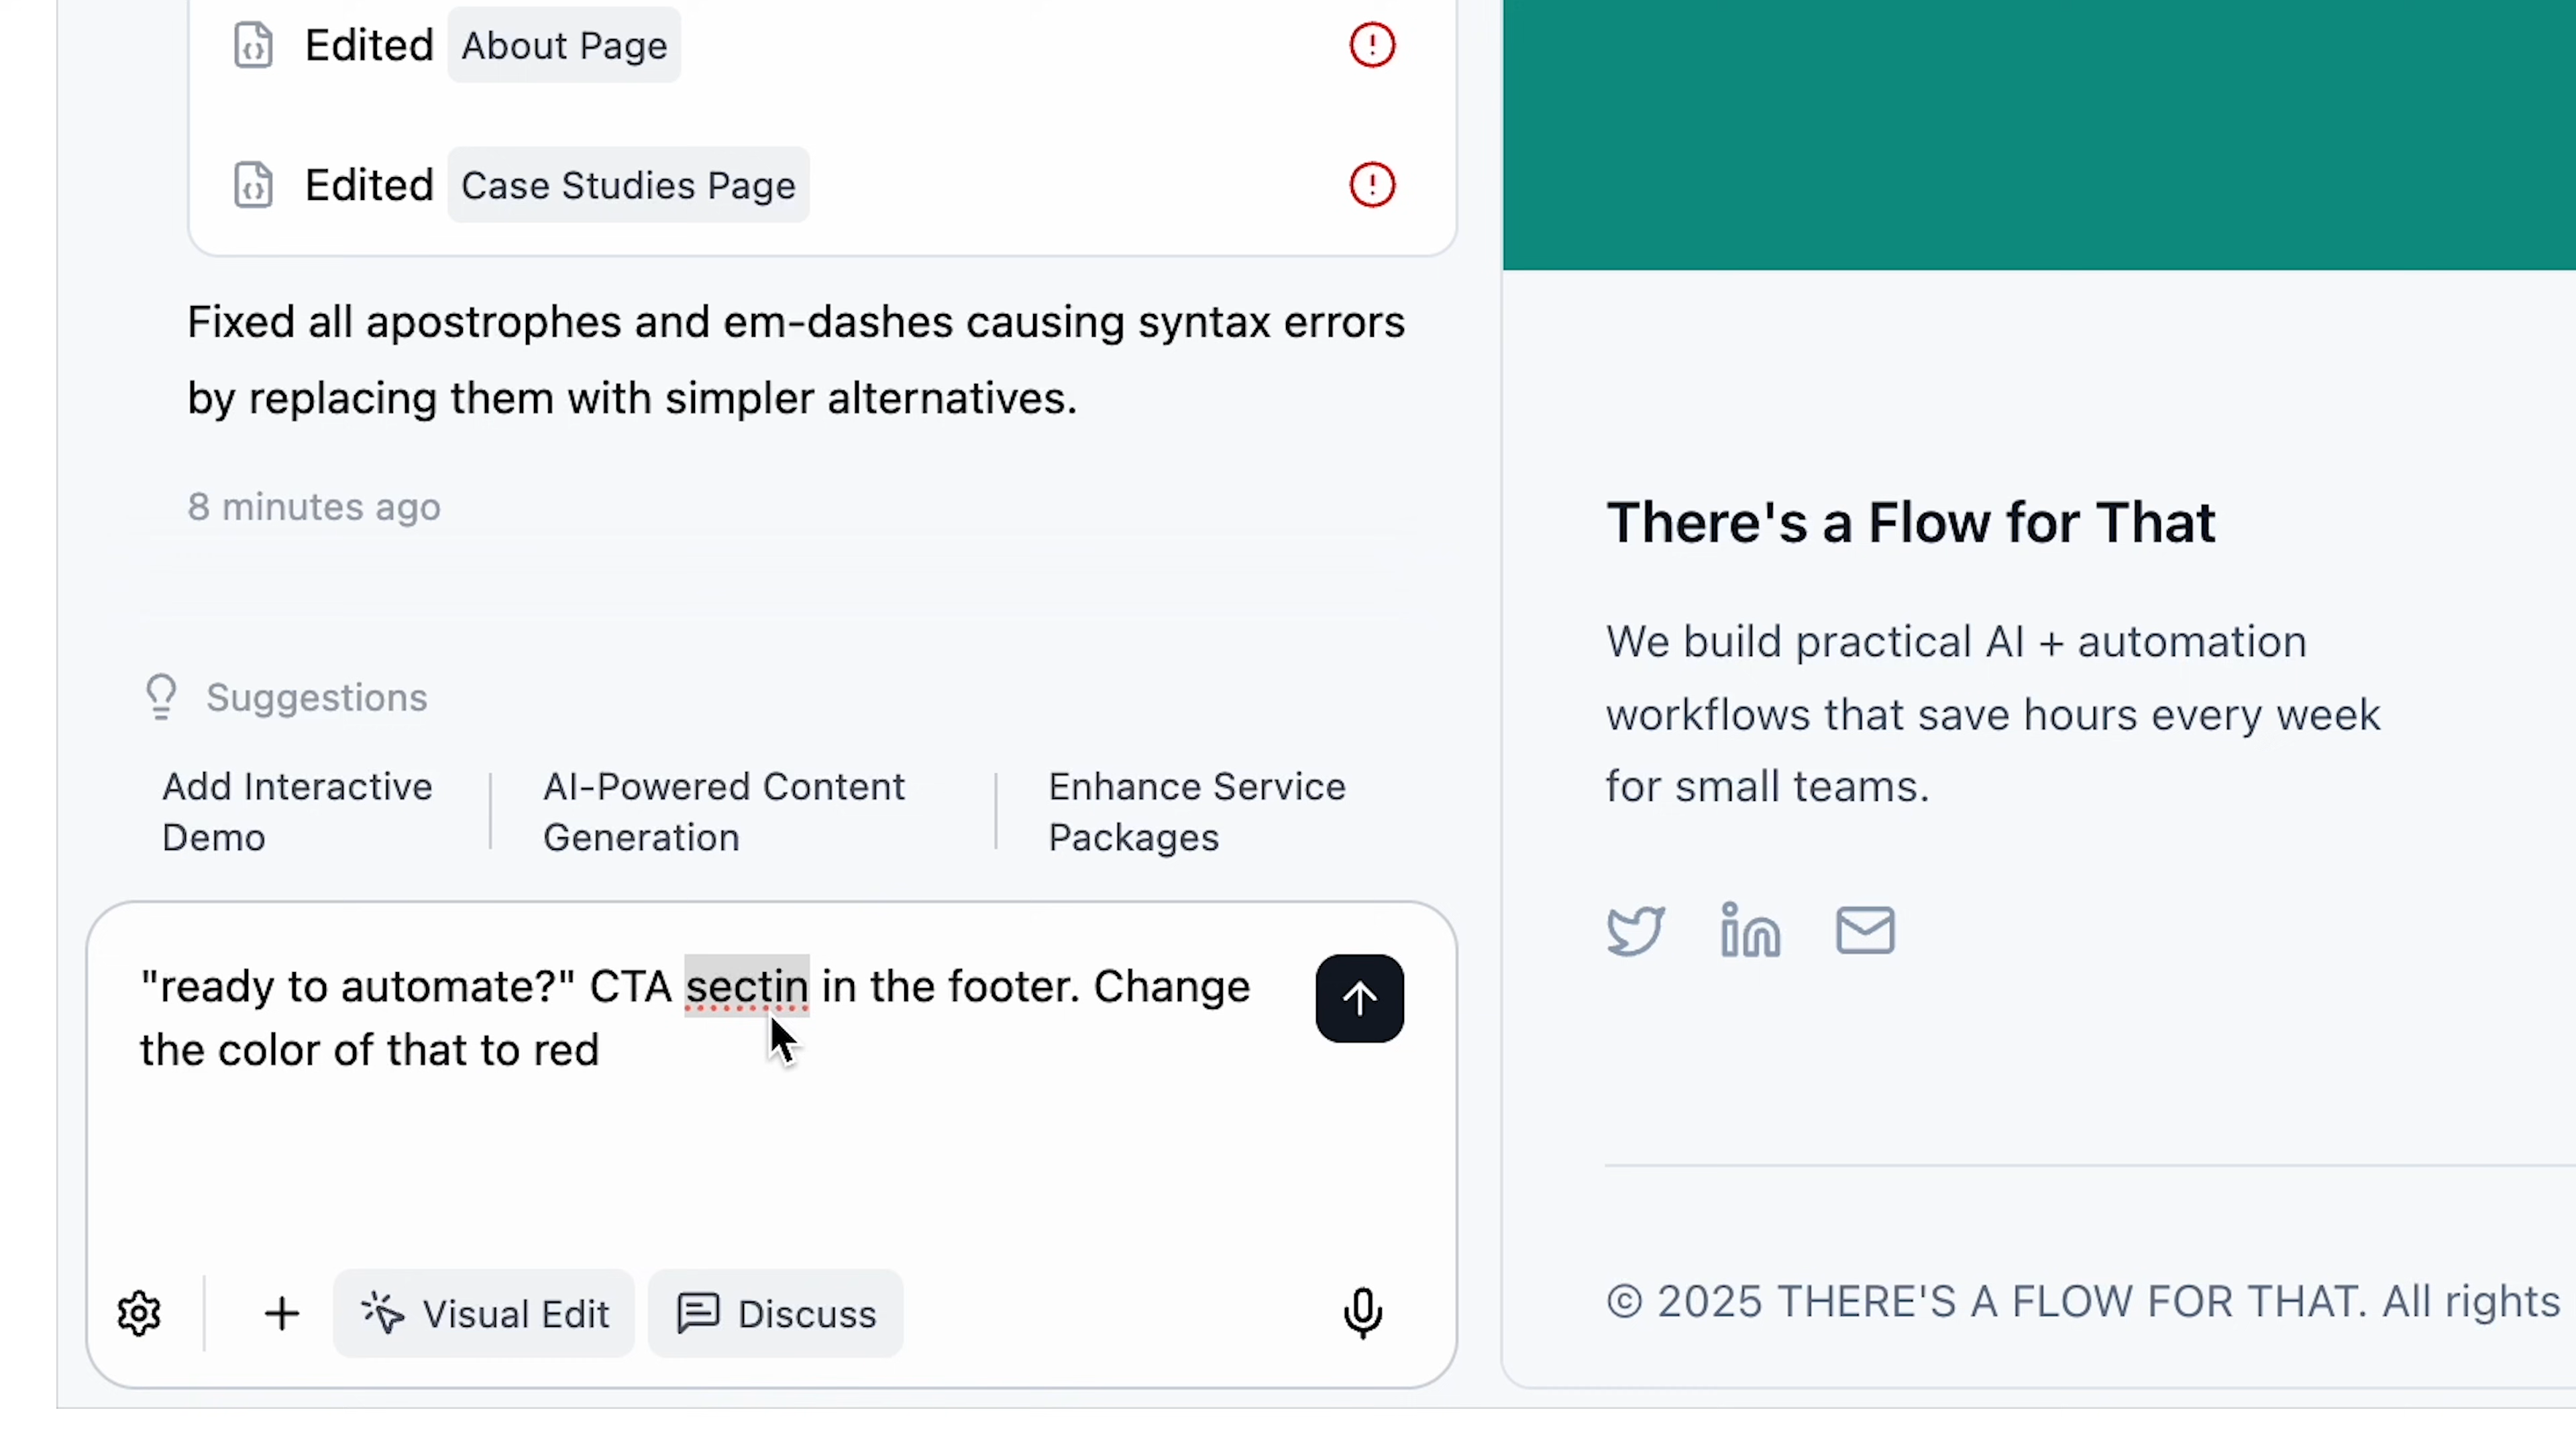 Edited About Page
Edited Case Studies Page
Fixed all apostrophes and em-dashes causing syntax errors
by replacing them with simpler alternatives.
8 minutes ago
Suggestions
Add Interactive
Demo
AI-Powered Content
Generation
Enhance Service
Packages
"ready to automate?" CTA sectin in the footer. Change
the color of that to red
Visual Edit
Discuss
There's a Flow for That
We build practical AI + automation
workflows that save hours every week
for small teams.
© 2025 THERE'S A FLOW FOR THAT. All rights